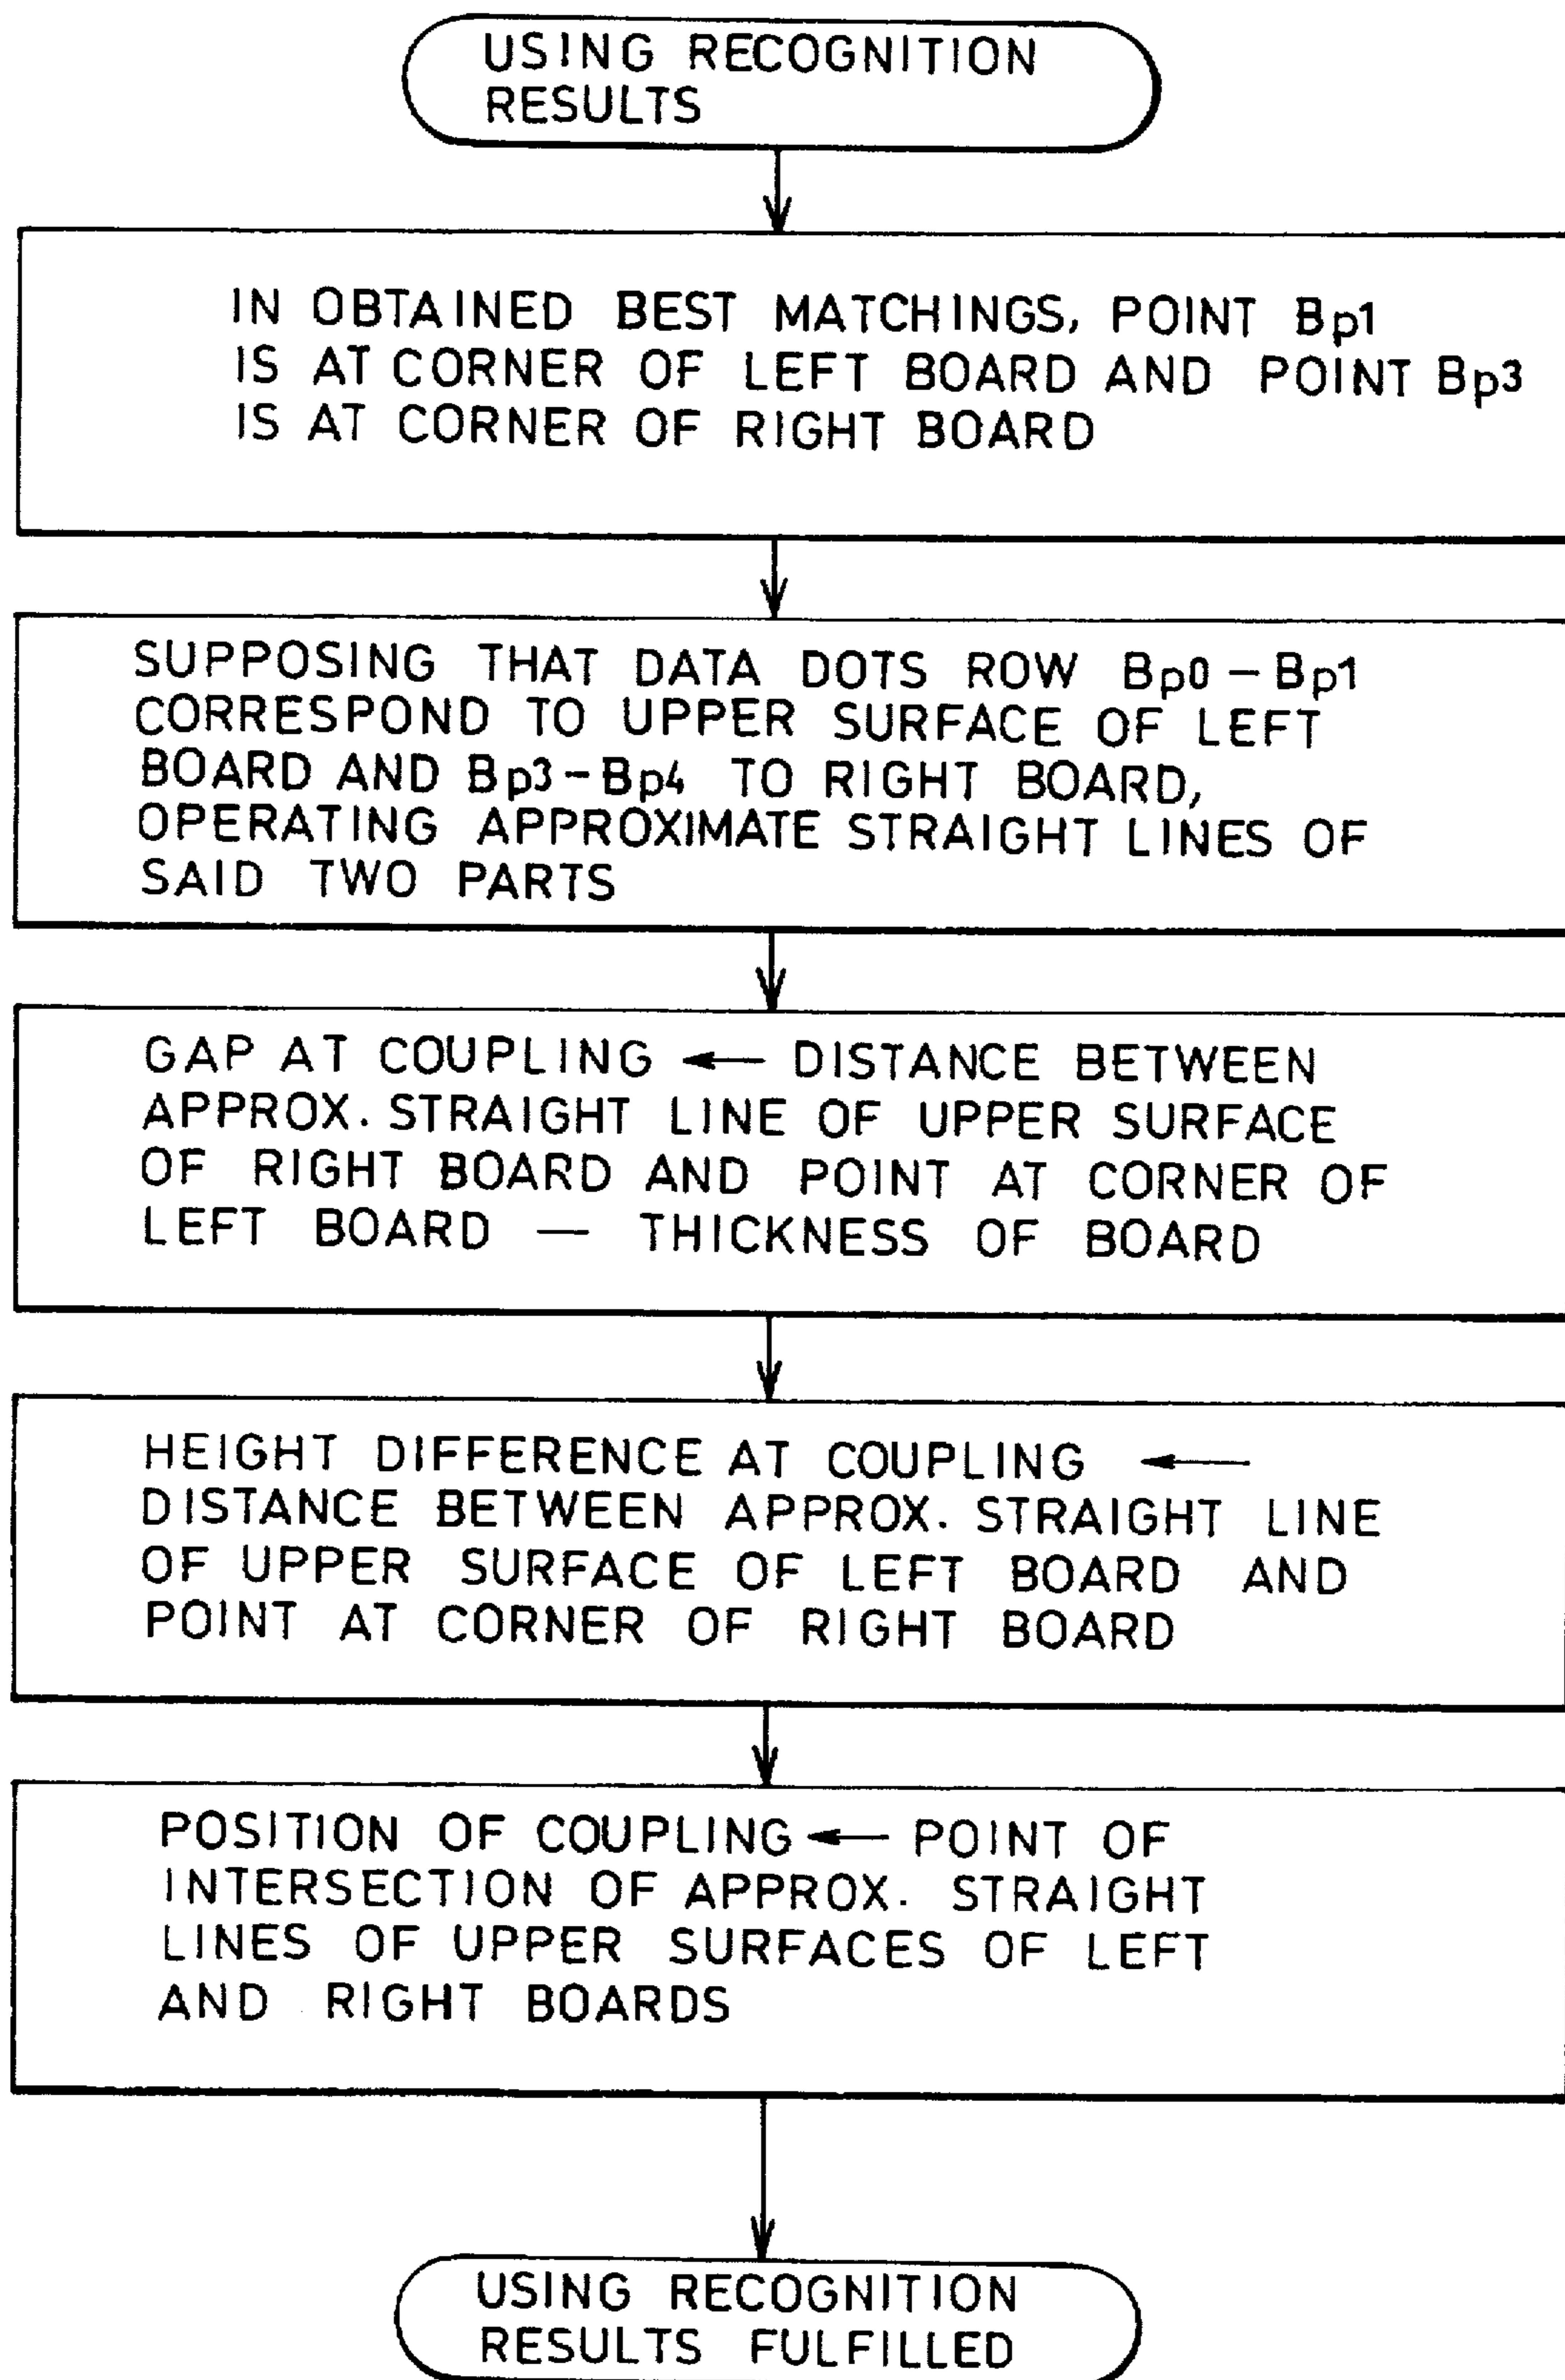 USING RECOGNITION
RESULTS
IN OBTAINED BEST MATCHINGS, POINT Bp1
IS AT CORNER OF LEFT BOARD AND POINT Bp3
IS AT CORNER OF RIGHT BOARD
SUPPOSING THAT DATA DOTS ROW Bp0 – Bp1
CORRESPOND TO UPPER SURFACE OF LEFT
BOARD AND Bp3 – Bp4 TO RIGHT BOARD,
OPERATING APPROXIMATE STRAIGHT LINES OF
SAID TWO PARTS
GAP AT COUPLING ← DISTANCE BETWEEN
APPROX. STRAIGHT LINE OF UPPER SURFACE
OF RIGHT BOARD AND POINT AT CORNER OF
LEFT BOARD — THICKNESS OF BOARD
HEIGHT DIFFERENCE AT COUPLING ←
DISTANCE BETWEEN APPROX. STRAIGHT LINE
OF UPPER SURFACE OF LEFT BOARD AND
POINT AT CORNER OF RIGHT BOARD
POSITION OF COUPLING ← POINT OF
INTERSECTION OF APPROX. STRAIGHT
LINES OF UPPER SURFACES OF LEFT
AND RIGHT BOARDS
USING RECOGNITION
RESULTS FULFILLED